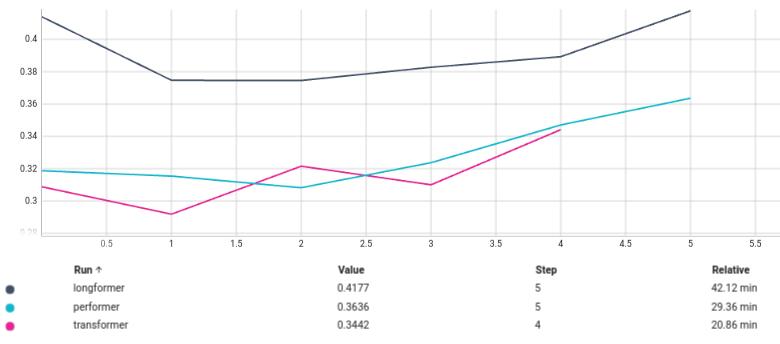 0.4
0.38
0.36
0.34
0.32
0.3
0.28
0.5 1 1.5 2 2.5 3 3.5 4 4.5 5 5.5
Run ↑ Value Step Relative
longformer 0.4177 5 42.12 min
performer 0.3636 5 29.36 min
transformer 0.3442 4 20.86 min